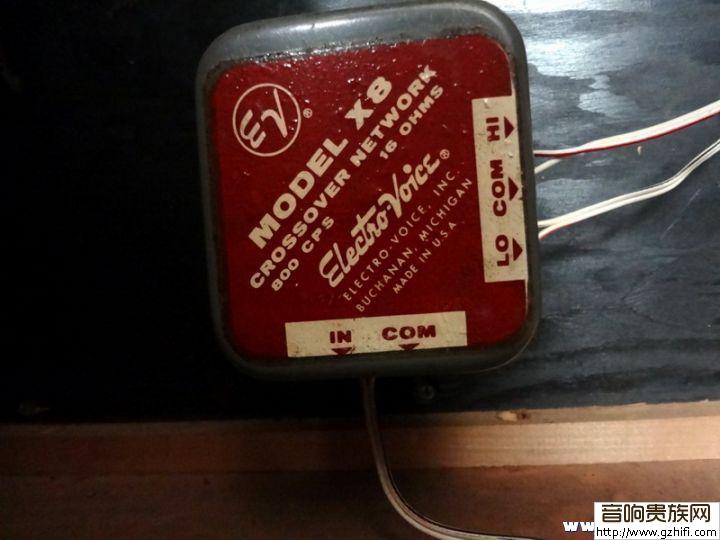 EV ®
MODEL X8
CROSSOVER NETWORK
800 CPS 16 OHMS
Electro-Voice®
ELECTRO-VOICE, INC.
BUCHANAN, MICHIGAN
MADE IN U.S.A.
HI
COM
LO
IN COM
音响贵族网
http://www.gzhifi.com/